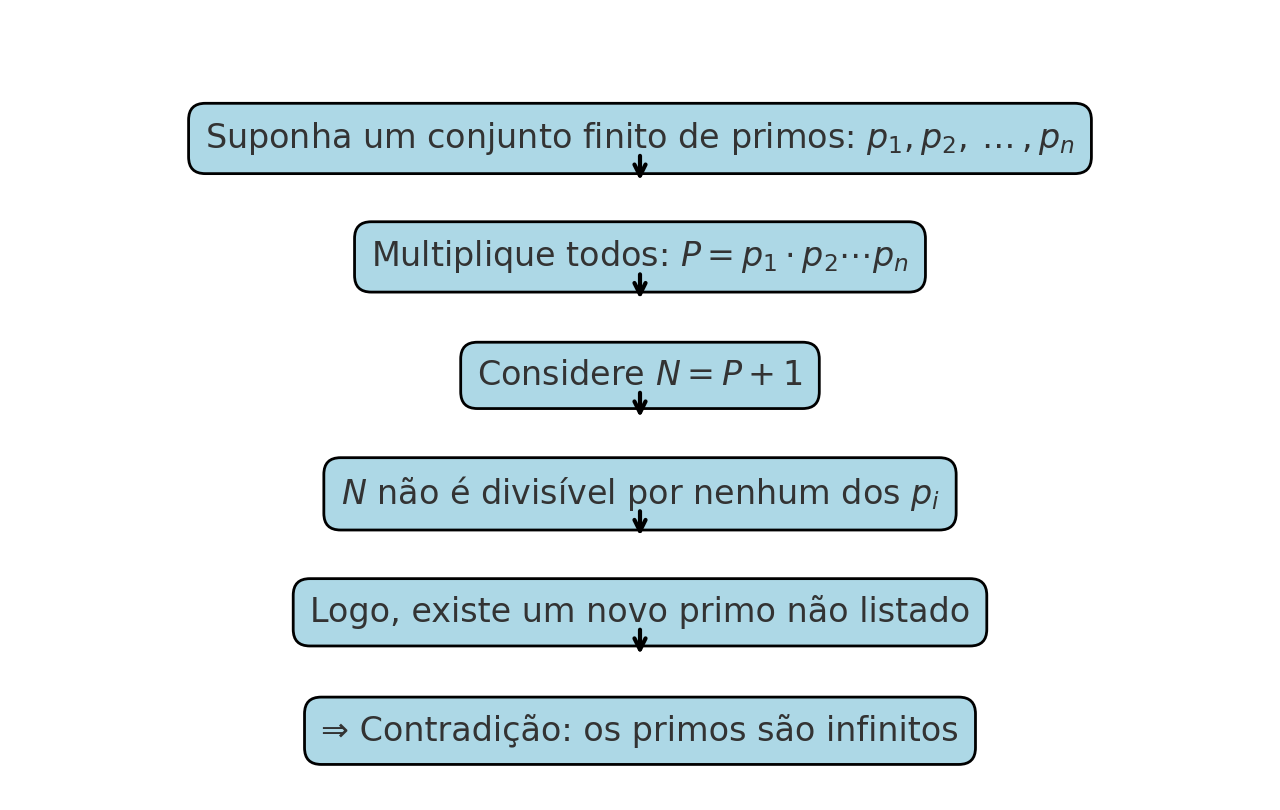 Suponha um conjunto finito de primos: $p_1, p_2, \ldots, p_n$
Multiplique todos: $P = p_1 \cdot p_2 \cdots p_n$
Considere $N = P + 1$
$N$ não é divisível por nenhum dos $p_i$
Logo, existe um novo primo não listado
⇒ Contradição: os primos são infinitos